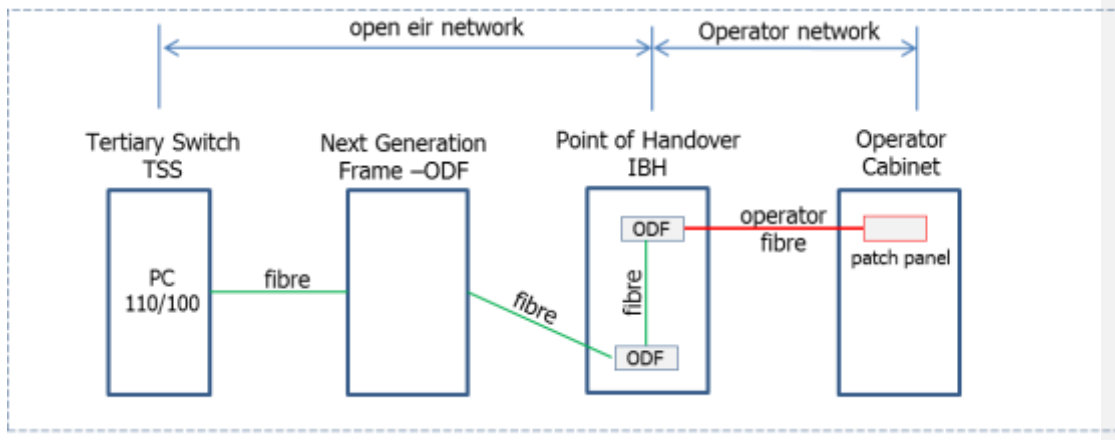 open eir network
Operator network
Tertiary Switch
TSS
Next Generation
Frame –ODF
Point of Handover
IBH
Operator
Cabinet
PC
110/100
fibre
fibre
ODF
fibre
ODF
operator
fibre
patch panel